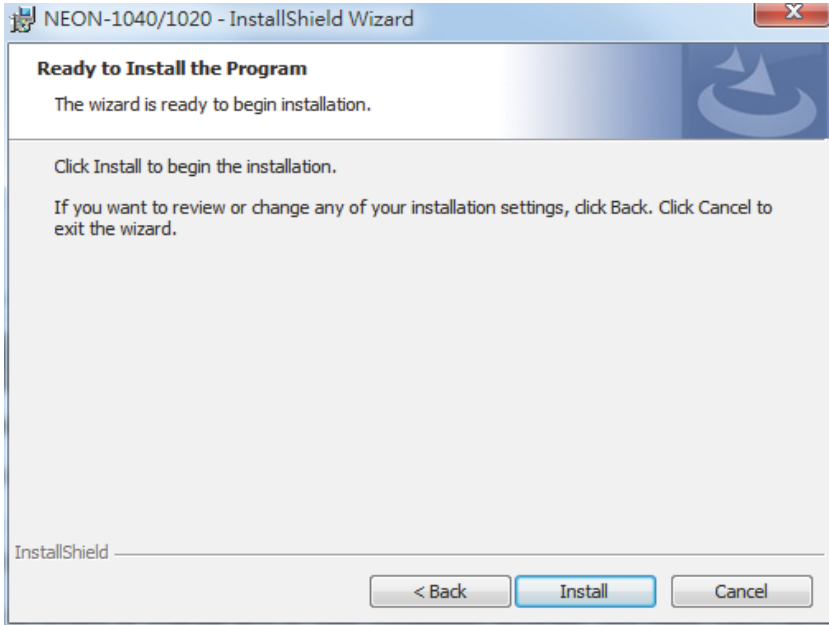 NEON-1040/1020 - InstallShield Wizard
Ready to Install the Program
The wizard is ready to begin installation.
Click Install to begin the installation.
If you want to review or change any of your installation settings, click Back. Click Cancel to
exit the wizard.
InstallShield
< Back
Install
Cancel